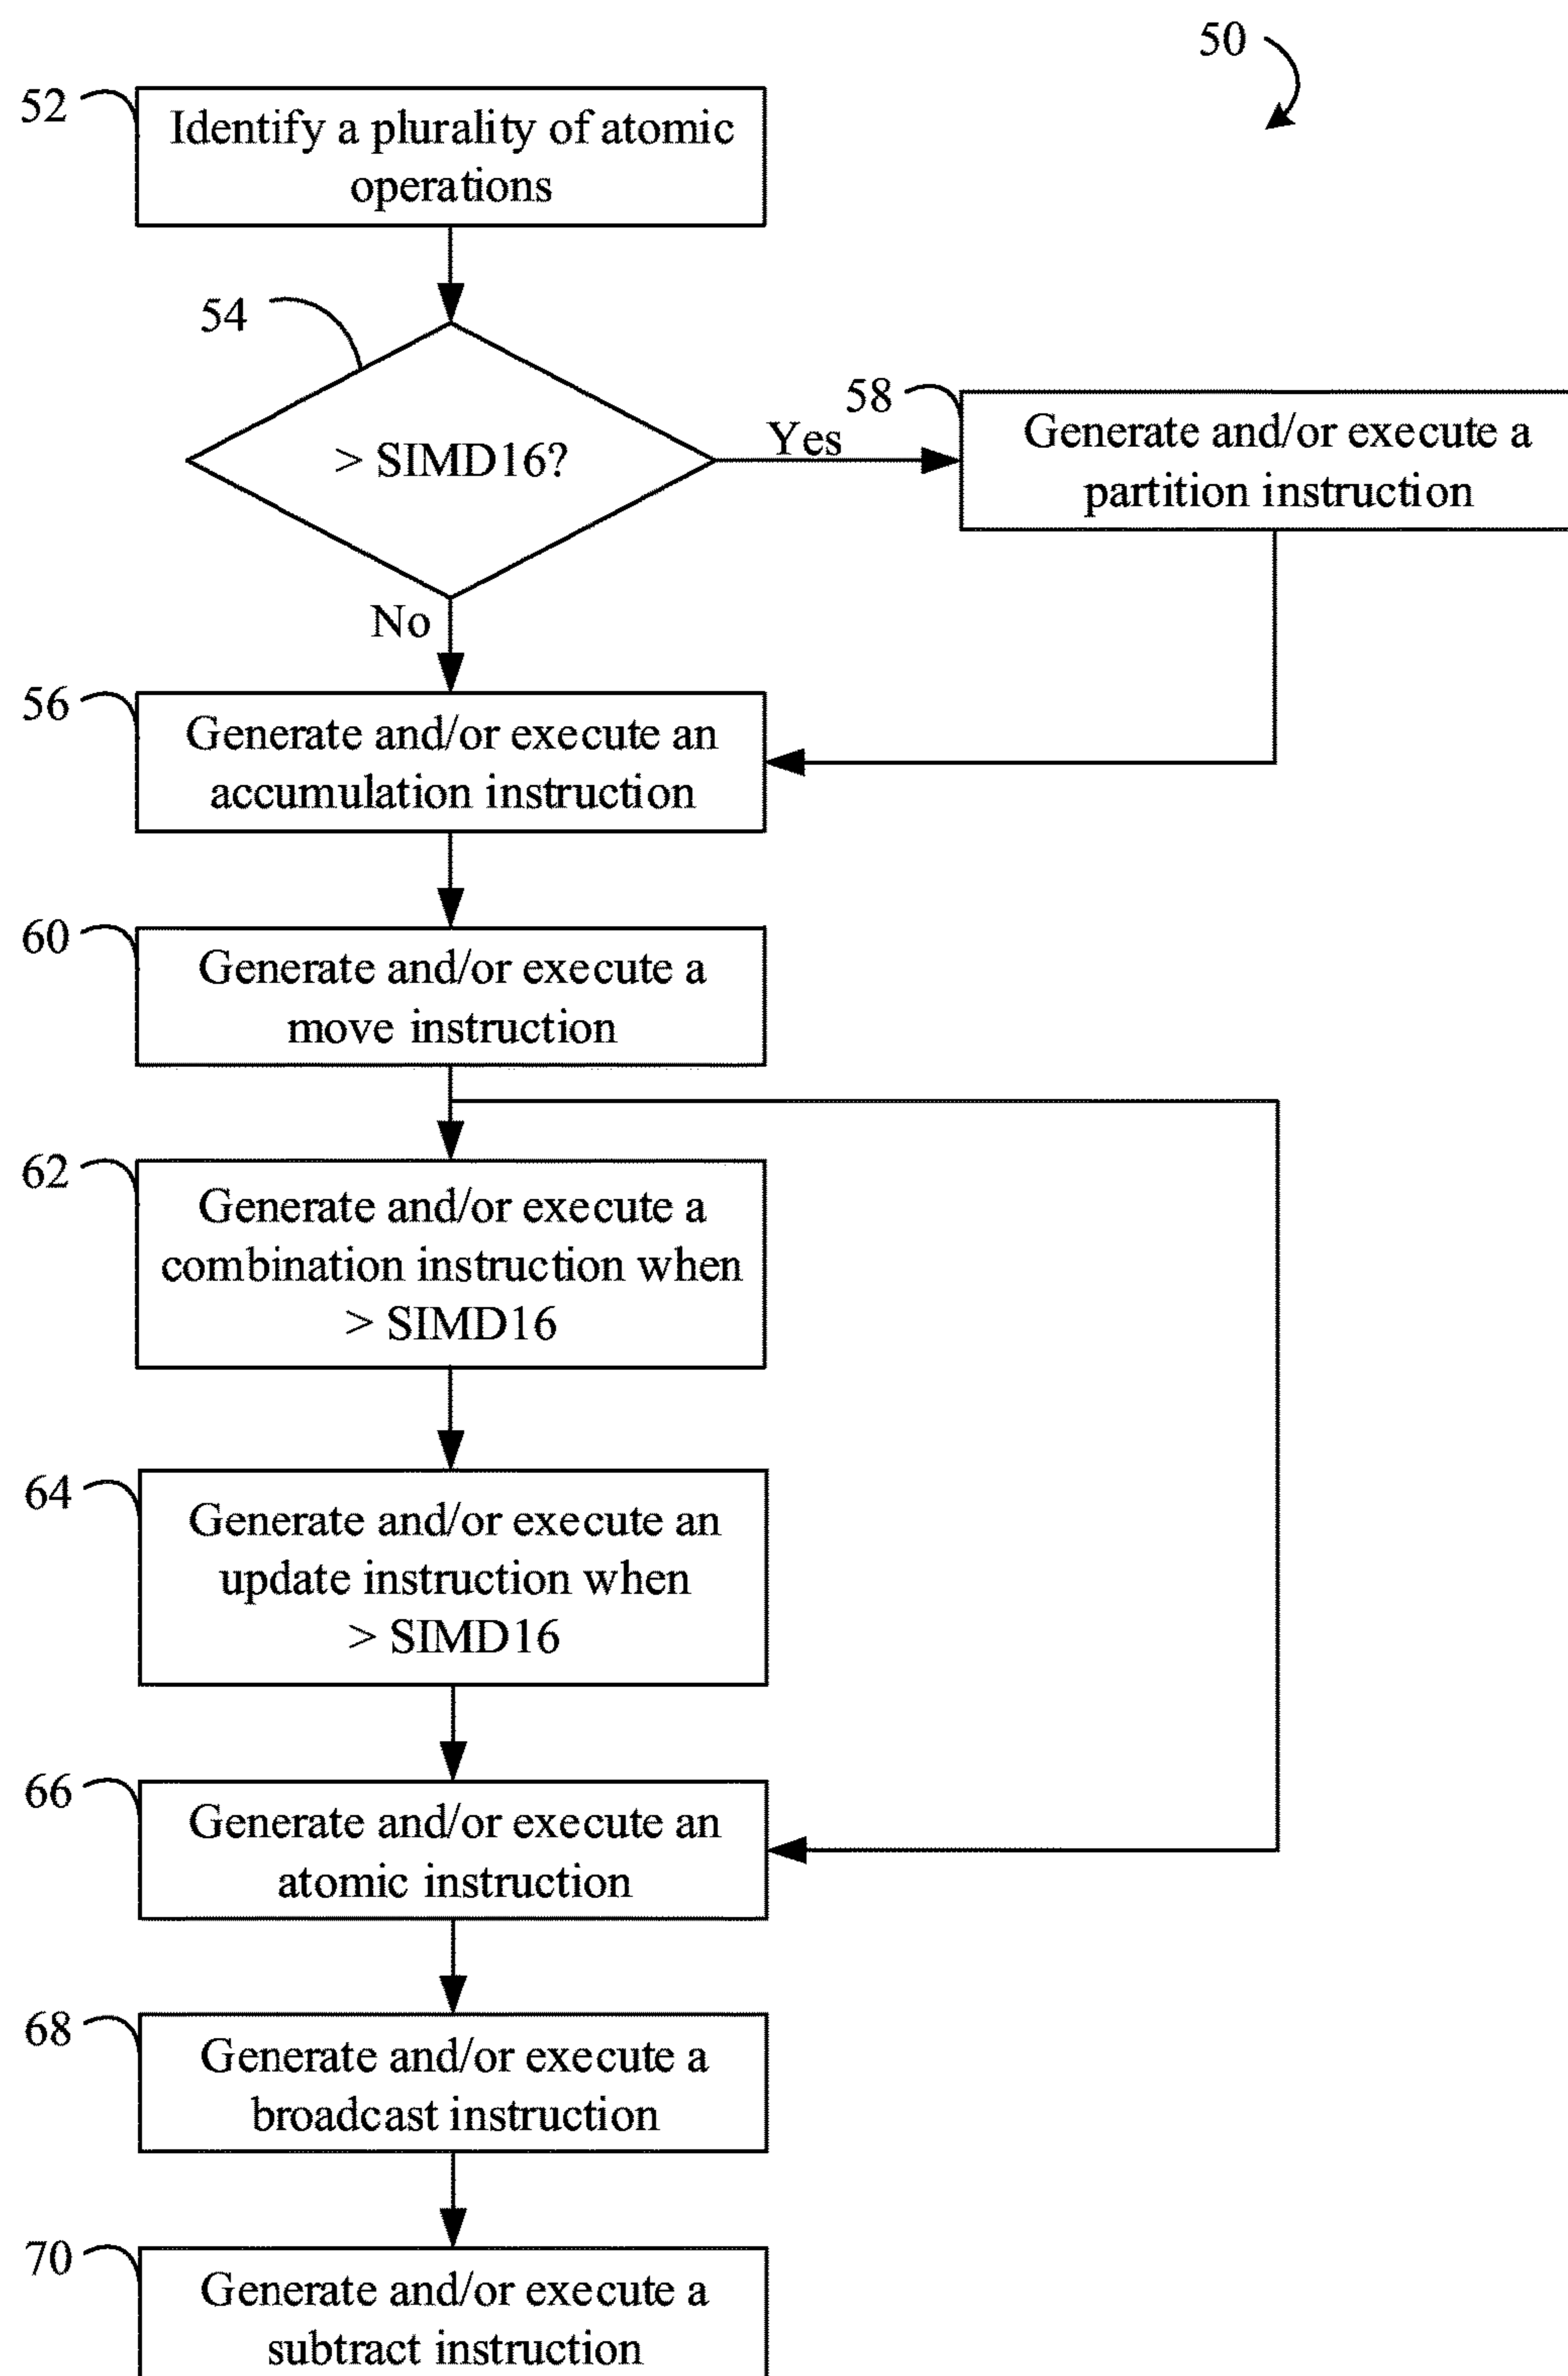 50
52
Identify a plurality of atomic
operations
54
> SIMD16?
Yes
58
Generate and/or execute a
partition instruction
No
56
Generate and/or execute an
accumulation instruction
60
Generate and/or execute a
move instruction
62
Generate and/or execute a
combination instruction when
> SIMD16
64
Generate and/or execute an
update instruction when
> SIMD16
66
Generate and/or execute an
atomic instruction
68
Generate and/or execute a
broadcast instruction
70
Generate and/or execute a
subtract instruction